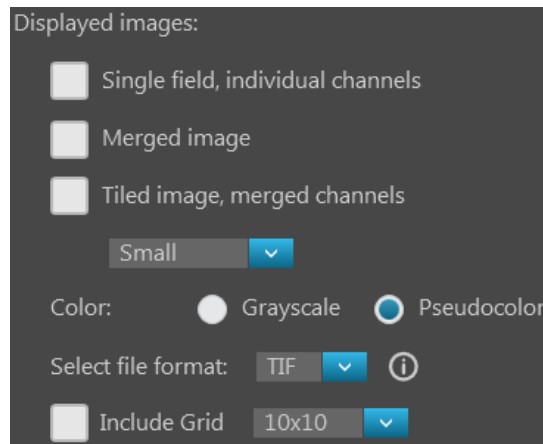 Displayed images:
Single field, individual channels
Merged image
Tiled image, merged channels
Small
Color: Grayscale Pseudocolor
Select file format: TIF
Include Grid 10x10